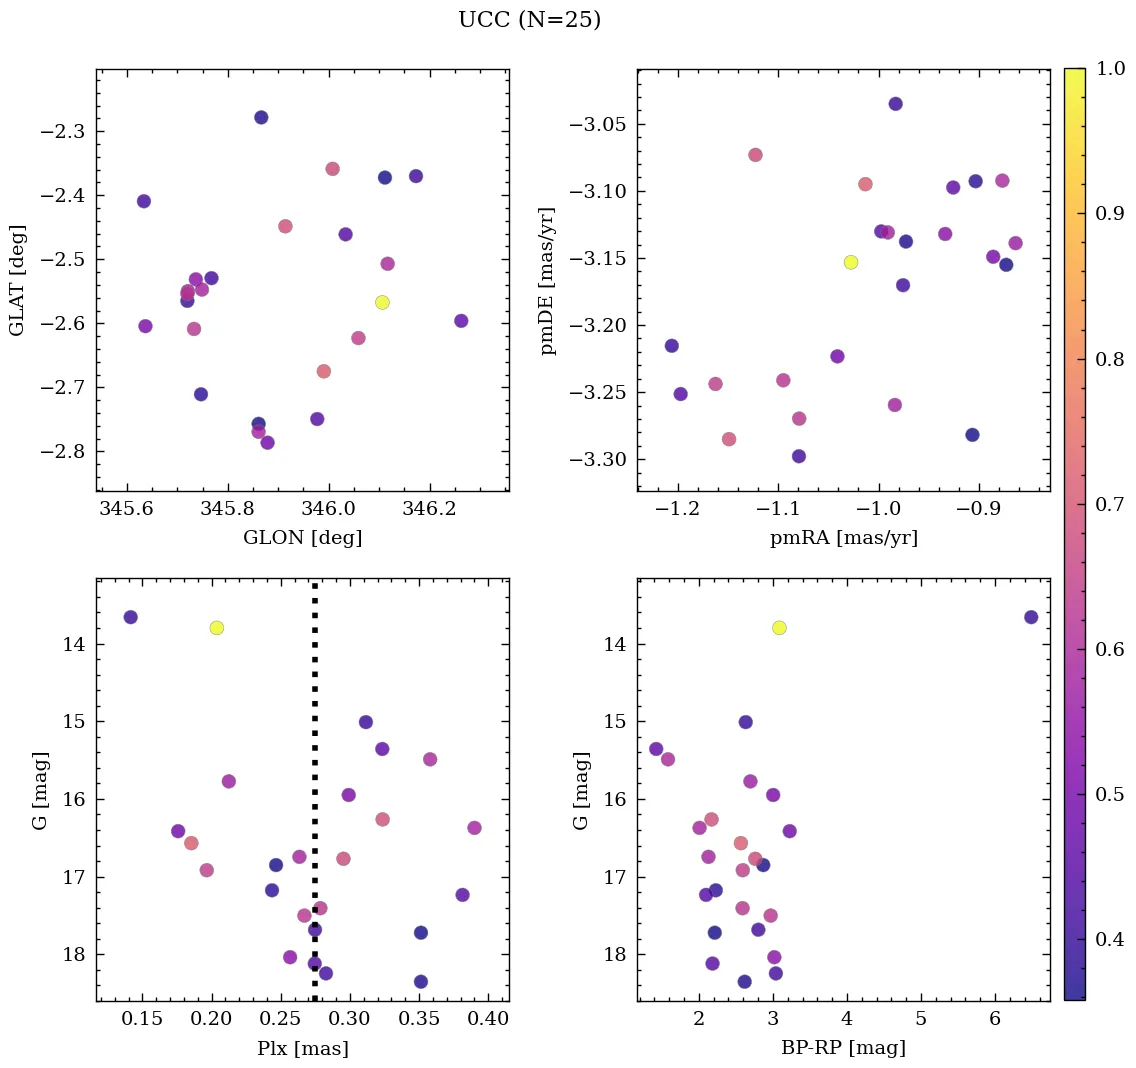 UCC (N=25)
−2.3
−2.4
−2.5
−2.6
−2.7
−2.8
GLAT [deg]
345.6 345.8 346.0 346.2
GLON [deg]
−3.05
−3.10
−3.15
−3.20
−3.25
−3.30
pmDE [mas/yr]
−1.2 −1.1 −1.0 −0.9
pmRA [mas/yr]
14
15
16
17
18
G [mag]
0.15 0.20 0.25 0.30 0.35 0.40
Plx [mas]
14
15
16
17
18
G [mag]
2 3 4 5 6
BP-RP [mag]
1.0
0.9
0.8
0.7
0.6
0.5
0.4